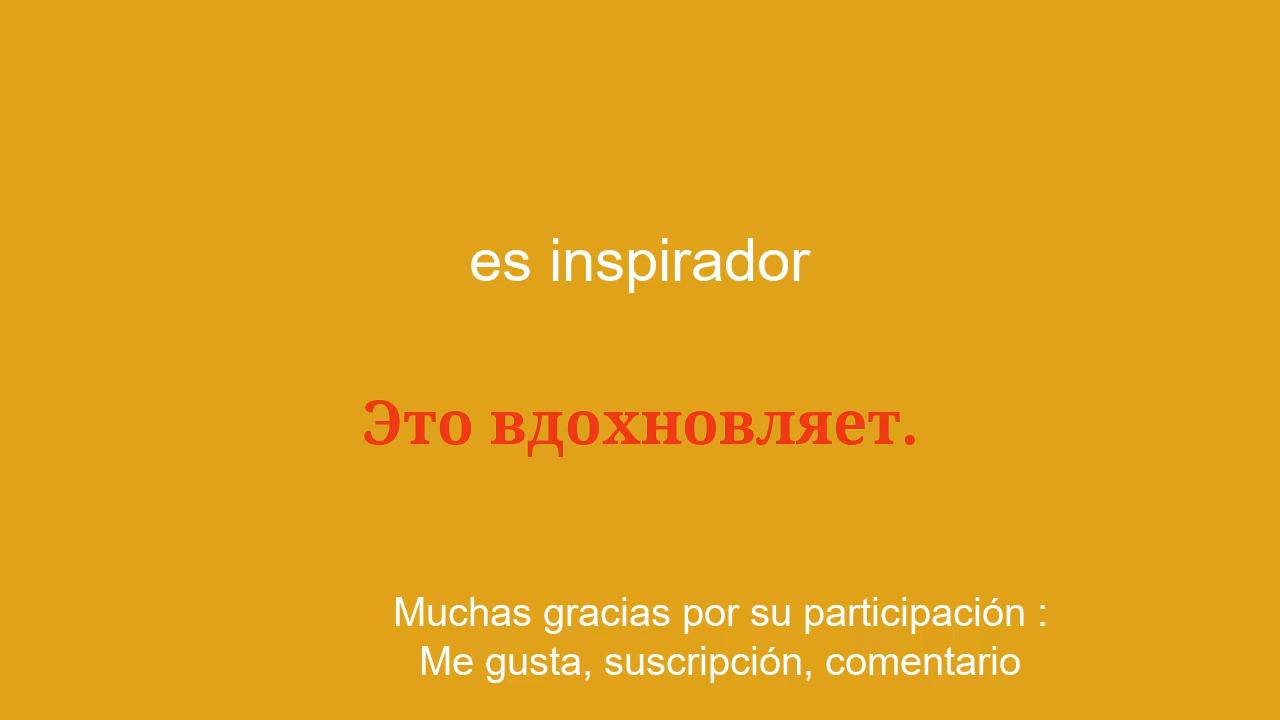 es inspirador
Это вдохновляет.
Muchas gracias por su participación :
Me gusta, suscripción, comentario